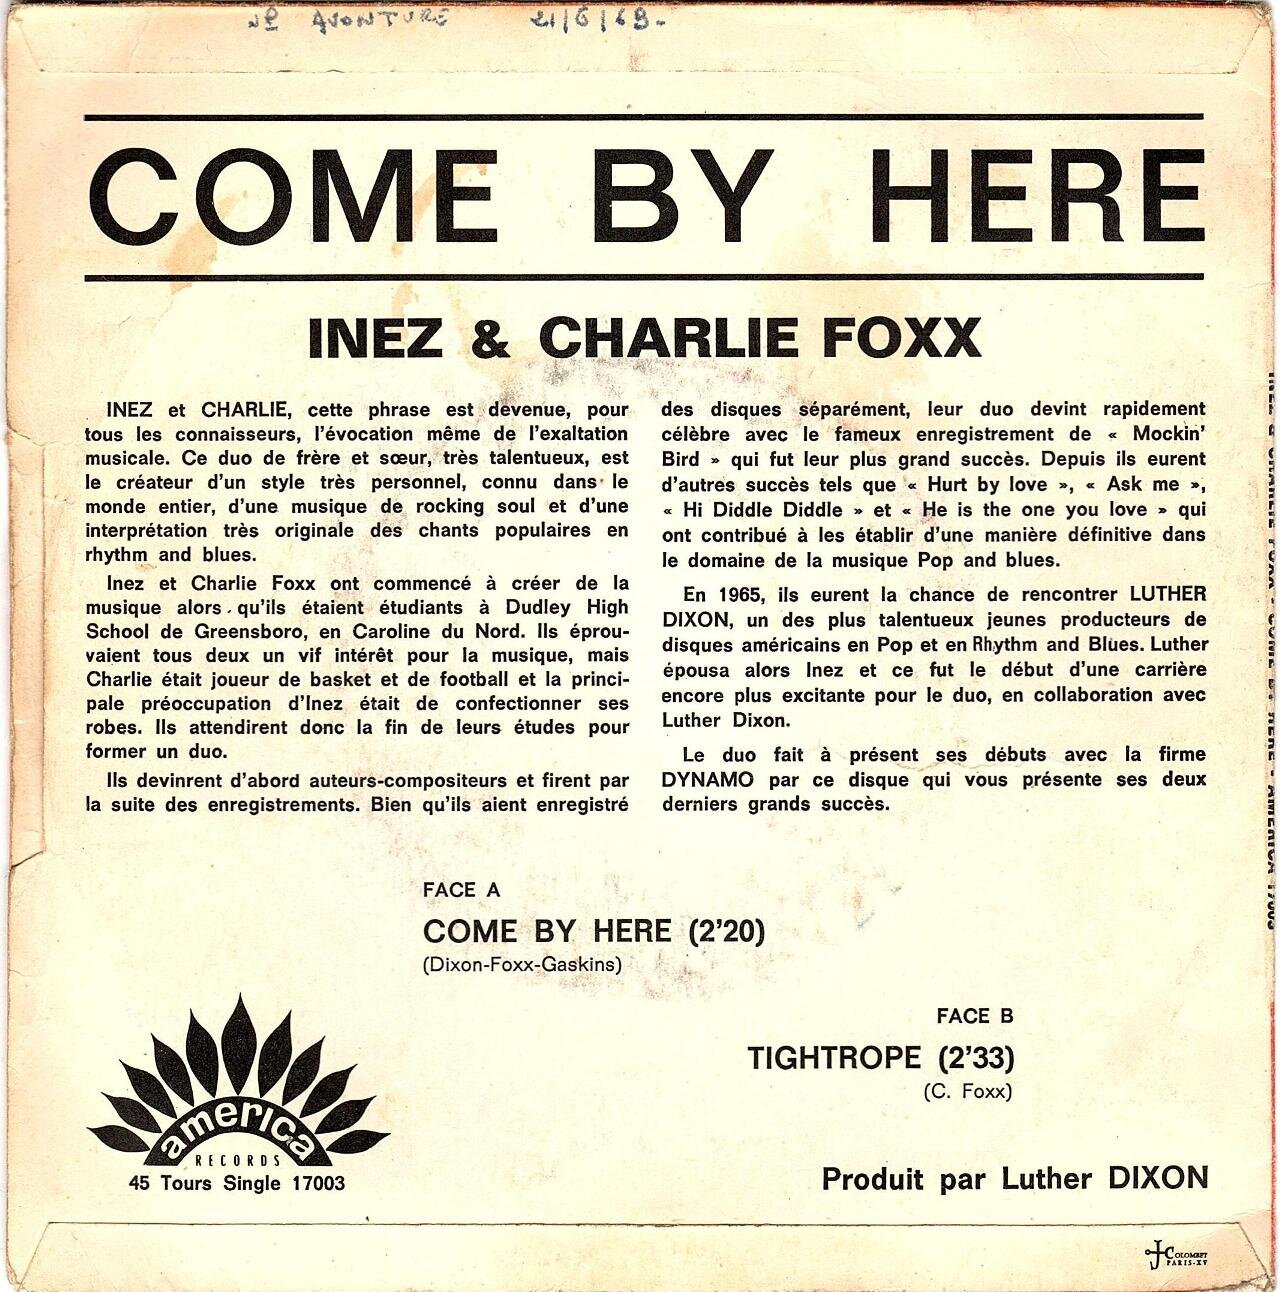 21/6/69-
COME BY HERE
INEZ & CHARLIE FOXX
INEZ et CHARLIE, cette phrase est devenue, pour
tous les connaisseurs, l'évocation même de l'exaltation
musicale. Ce duo de frère et sœur, très talentueux, est
le créateur d'un style très personnel, connu dans le
monde entier, d'une musique de rocking soul et d'une
interprétation très originale des chants populaires en
rhythm and blues.
Inez et Charlie Foxx ont commencé à créer de la
musique alors qu'ils étaient étudiants à Dudley High
School de Greensboro, en Caroline du Nord. Ils éprou-
vaient tous deux un vif intérêt pour la musique, mais
Charlie était joueur de basket et de football et la princi-
pale préoccupation d'Inez était de confectionner ses
robes. Ils attendirent donc la fin de leurs études pour
former un duo.
Ils devinrent d'abord auteurs-compositeurs et firent par
la suite des enregistrements. Bien qu'ils aient enregistré
des disques séparément, leur duo devint rapidement
célèbre avec le fameux enregistrement de « Mockin'
Bird » qui fut leur plus grand succès. Depuis ils eurent
d'autres succès tels que « Hurt by love », « Ask me »,
« Hi Diddle Diddle » et « He is the one you love » qui
ont contribué à les établir d'une manière définitive dans
le domaine de la musique Pop and blues.
En 1965, ils eurent la chance de rencontrer LUTHER
DIXON, un des plus talentueux jeunes producteurs de
disques américains en Pop et en Rhythm and Blues. Luther
épousa alors Inez et ce fut le début d'une carrière
encore plus excitante pour le duo, en collaboration avec
Luther Dixon.
Le duo fait à présent ses débuts avec la firme
DYNAMO par ce disque qui vous présente ses deux
derniers grands succès.
FACE A
COME BY HERE (2'20)
(Dixon-Foxx-Gaskins)
FACE B
TIGHTROPE (2'33)
(C. Foxx)
america
RECORDS
45 Tours Single 17003
Produit par Luther DIXON
J COLOMBET
PARIS-XV
INEZ & CHARLIE FOXX - COME BY HERE - AMERICA 17003